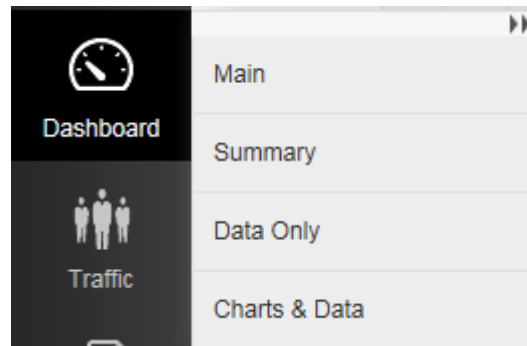 Dashboard
Traffic
Main
Summary
Data Only
Charts & Data